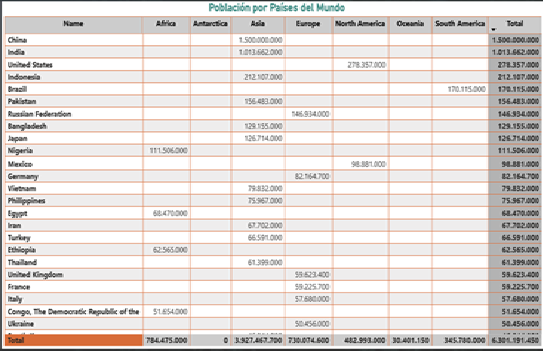 Población por Países del Mundo
Name Africa Antarctica Asia Europe North America Oceania South America Total
China 1.500.000.000 1.500.000.000
India 1.013.662.000 1.013.662.000
United States 278.357.000 278.357.000
Indonesia 212.107.000 212.107.000
Brazil 170.115.000 170.115.000
Pakistan 156.483.000 156.483.000
Russian Federation 146.934.000 146.934.000
Bangladesh 129.155.000 129.155.000
Japan 126.714.000 126.714.000
Nigeria 111.506.000 111.506.000
Mexico 98.881.000 98.881.000
Germany 82.164.700 82.164.700
Vietnam 79.832.000 79.832.000
Philippines 75.967.000 75.967.000
Egypt 68.470.000 68.470.000
Iran 67.702.000 67.702.000
Turkey 66.591.000 66.591.000
Ethiopia 62.565.000 62.565.000
Thailand 61.399.000 61.399.000
United Kingdom 59.623.400 59.623.400
France 59.225.700 59.225.700
Italy 57.680.000 57.680.000
Congo, The Democratic Republic of the 51.654.000 51.654.000
Ukraine 50.456.000 50.456.000
Total 784.475.000 0 3.927.467.700 730.074.600 482.993.000 30.401.150 345.780.000 6.301.191.450